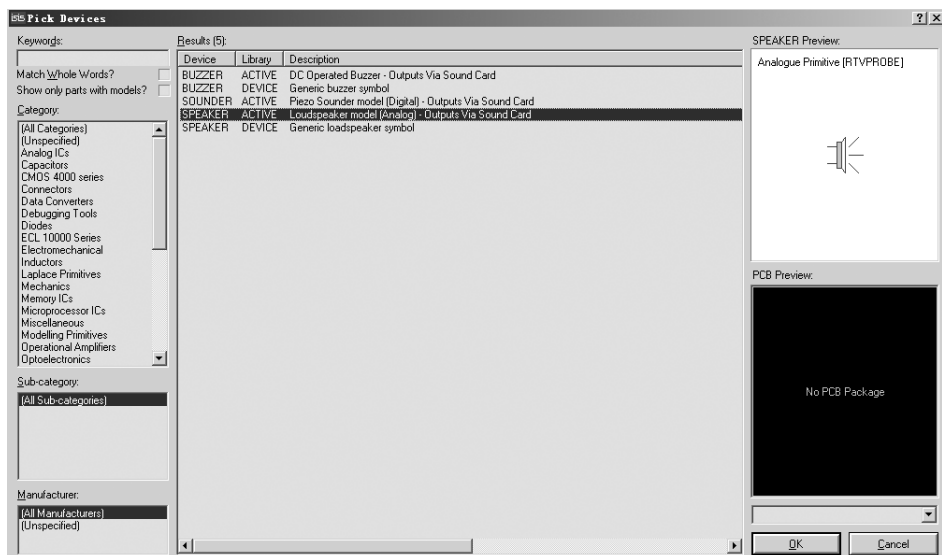 ISIS Pick Devices
Keywords:
Match Whole Words?
Show only parts with models?
Category:
(All Categories)
(Unspecified)
Analog ICs
Capacitors
CMOS 4000 series
Connectors
Data Converters
Debugging Tools
Diodes
ECL 10000 Series
Electromechanical
Inductors
Laplace Primitives
Mechanics
Memory ICs
Microprocessor ICs
Miscellaneous
Modelling Primitives
Operational Amplifiers
Optoelectronics
Sub-category:
(All Sub-categories)
Manufacturer:
(All Manufacturers)
(Unspecified)
Results (5):
Device Library Description
BUZZER ACTIVE DC Operated Buzzer - Outputs Via Sound Card
BUZZER DEVICE Generic buzzer symbol
SOUNDER ACTIVE Piezo Sounder model (Digital) - Outputs Via Sound Card
SPEAKER ACTIVE Loudspeaker model (Analog) - Outputs Via Sound Card
SPEAKER DEVICE Generic loadspeaker symbol
SPEAKER Preview:
Analogue Primitive [RTVPROBE]
PCB Preview:
No PCB Package
OK Cancel